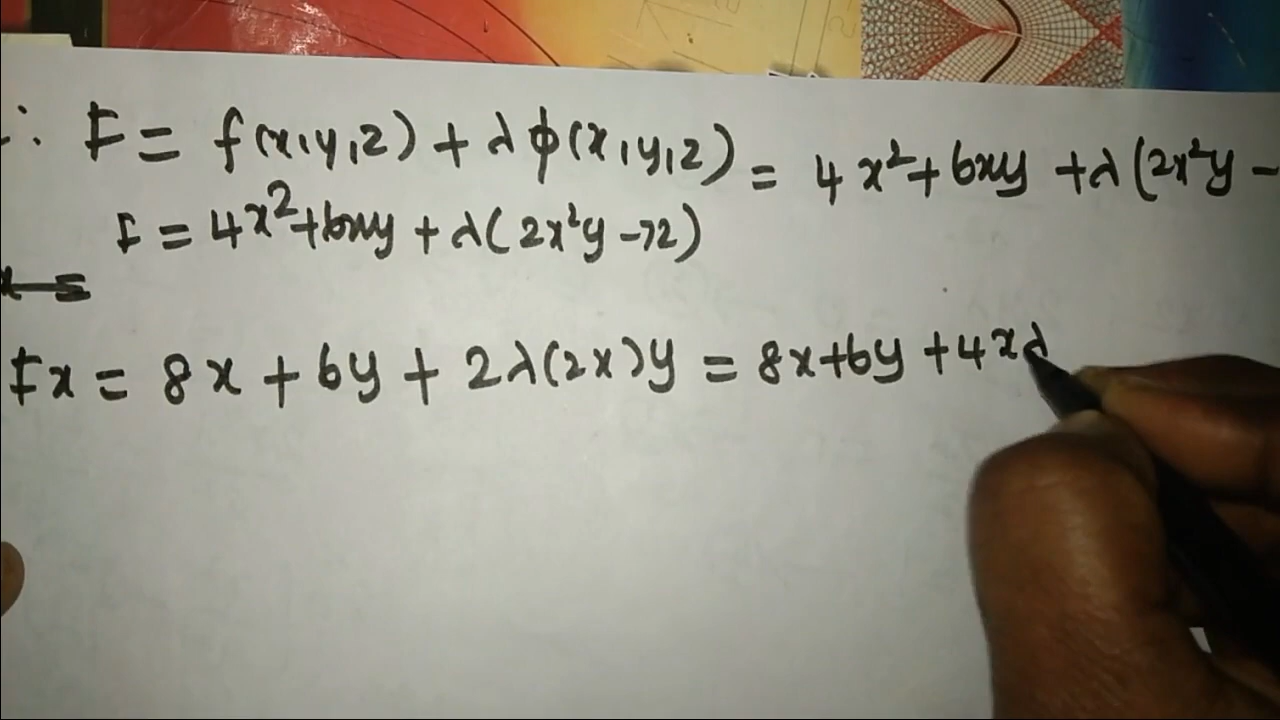 ∴ F = f(x,y,z) + λϕ(x,y,z) = 4x²+6xy +λ(2x²y –
F = 4x²+6xy + λ(2x²y –72)
Fx = 8x + 6y + 2λ(2x)y = 8x+6y +4xλ